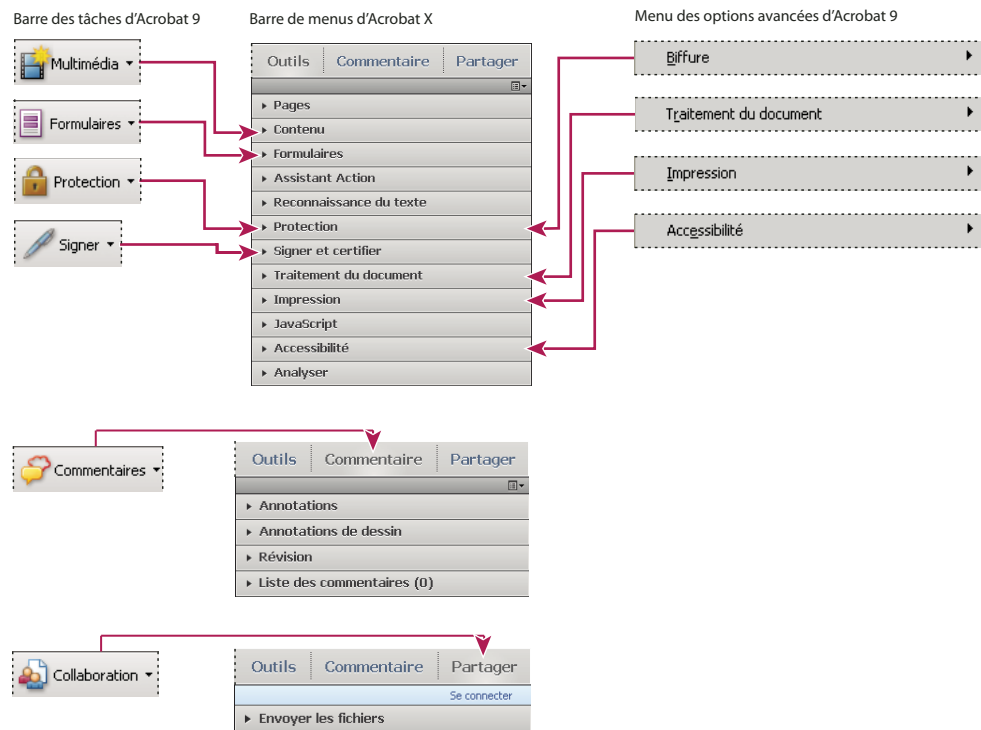 Barre des tâches d’Acrobat 9
Barre de menus d’Acrobat X
Menu des options avancées d’Acrobat 9
Multimédia
Formulaires
Protection
Signer
Outils Commentaire Partager
Pages
Contenu
Formulaires
Assistant Action
Reconnaissance du texte
Protection
Signer et certifier
Traitement du document
Impression
JavaScript
Accessibilité
Analyser
Biffure
Traitement du document
Impression
Accessibilité
Commentaires
Outils Commentaire Partager
Annotations
Annotations de dessin
Révision
Liste des commentaires (0)
Collaboration
Outils Commentaire Partager
Se connecter
Envoyer les fichiers